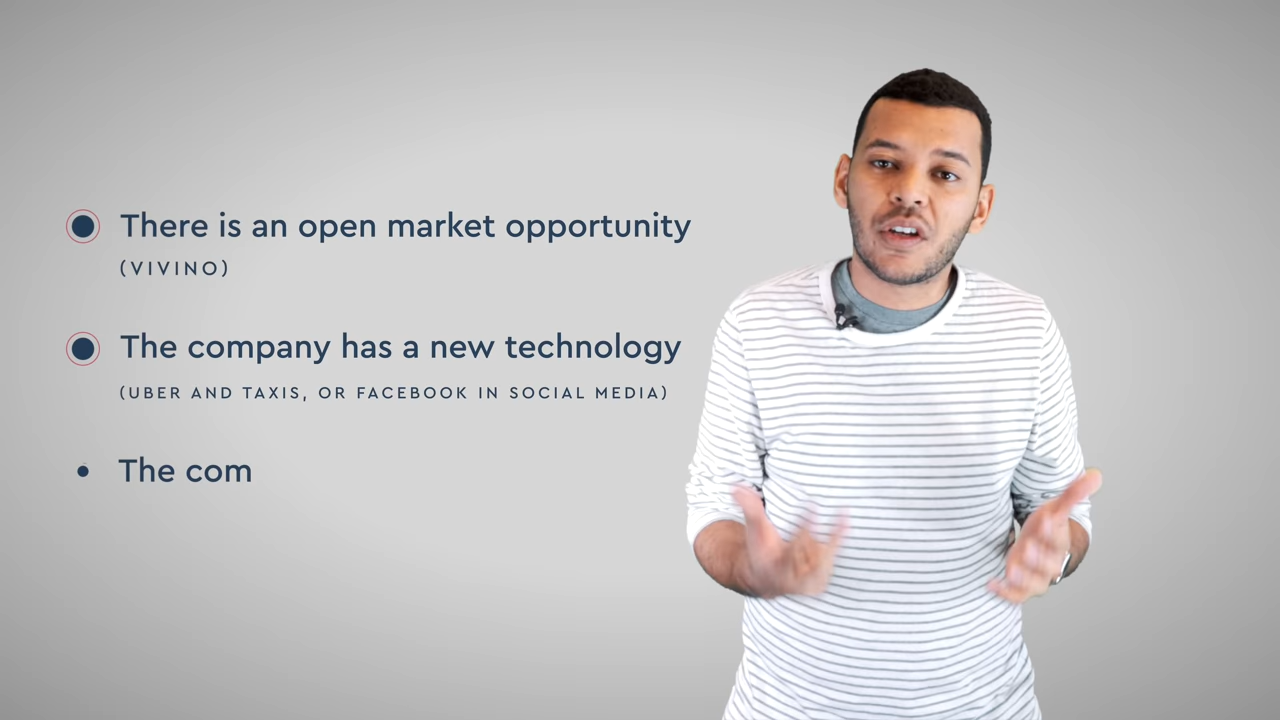 There is an open market opportunity
(VIVINO)
The company has a new technology
(UBER AND TAXIS, OR FACEBOOK IN SOCIAL MEDIA)
The com